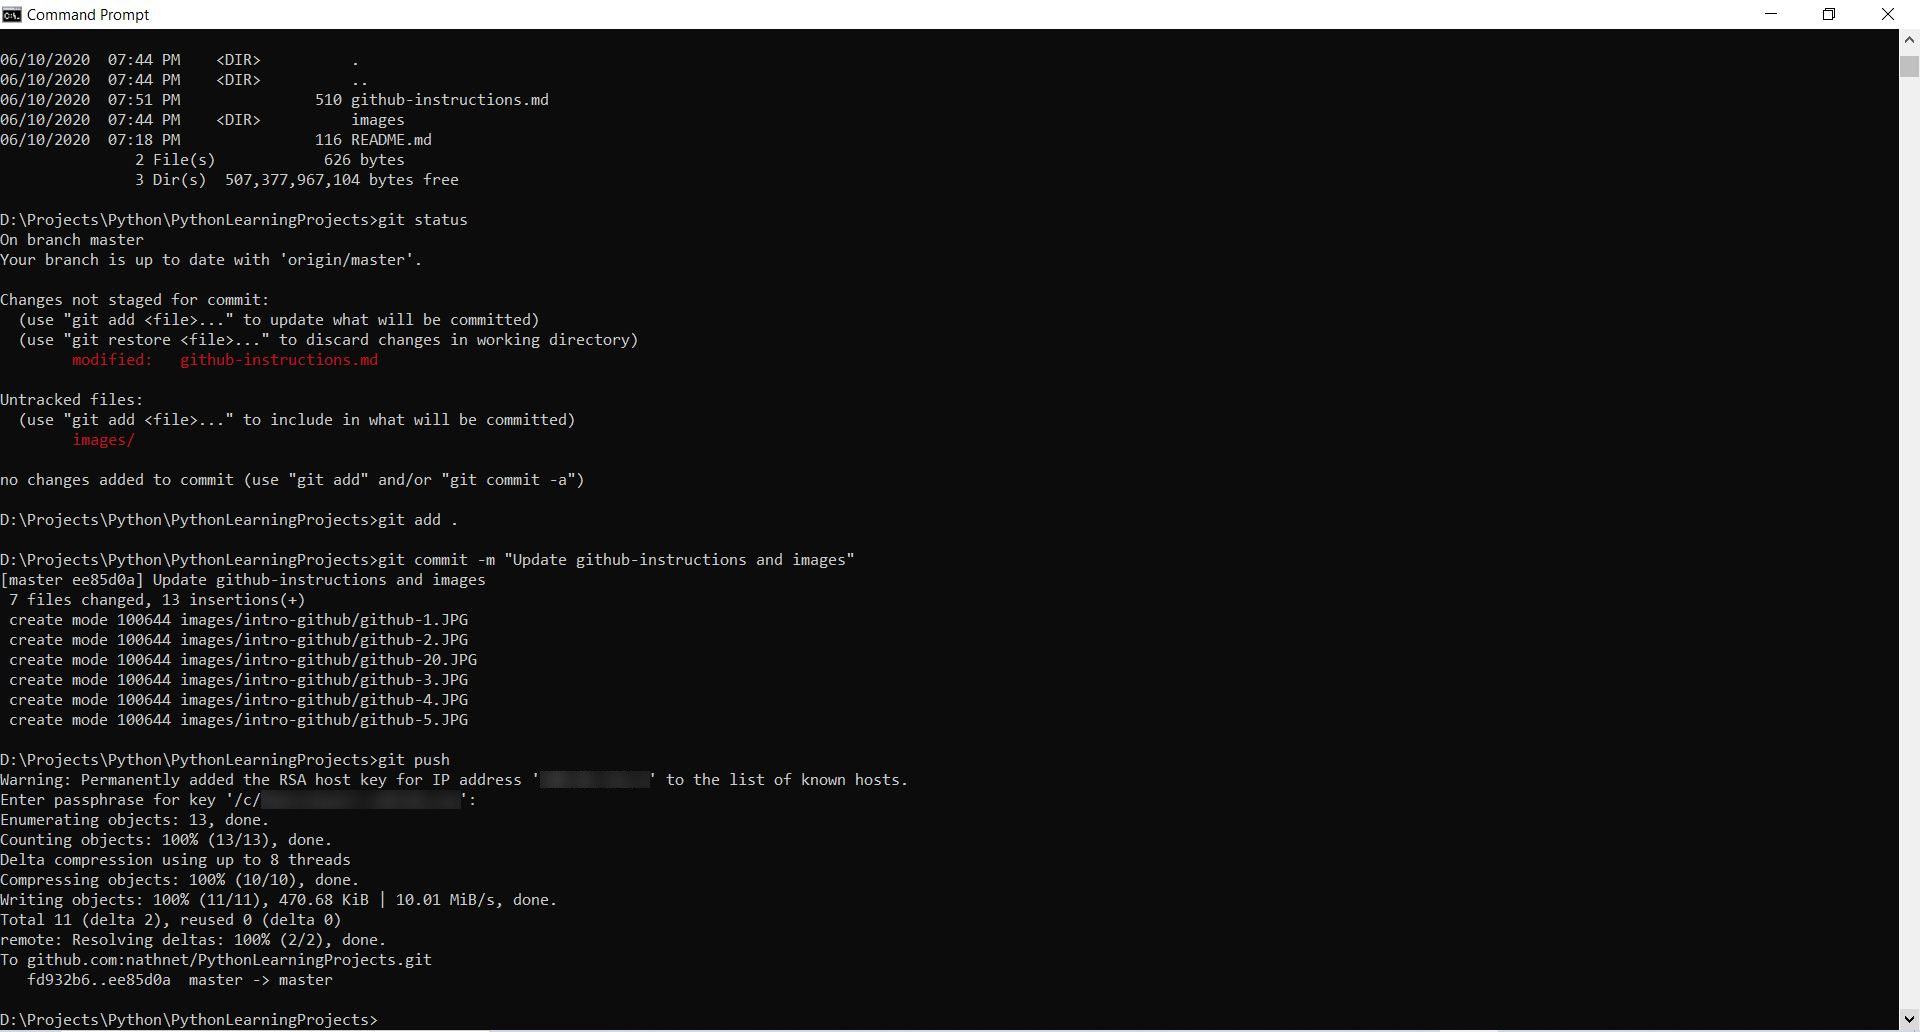 Command Prompt
06/10/2020  07:44 PM    <DIR>          .
06/10/2020  07:44 PM    <DIR>          ..
06/10/2020  07:51 PM               510 github-instructions.md
06/10/2020  07:44 PM    <DIR>          images
06/10/2020  07:18 PM               116 README.md
               2 File(s)            626 bytes
               3 Dir(s)  507,377,967,104 bytes free
D:\Projects\Python\PythonLearningProjects>git status
On branch master
Your branch is up to date with 'origin/master'.
Changes not staged for commit:
  (use "git add <file>..." to update what will be committed)
  (use "git restore <file>..." to discard changes in working directory)
        modified:   github-instructions.md
Untracked files:
  (use "git add <file>..." to include in what will be committed)
        images/
no changes added to commit (use "git add" and/or "git commit -a")
D:\Projects\Python\PythonLearningProjects>git add .
D:\Projects\Python\PythonLearningProjects>git commit -m "Update github-instructions and images"
[master ee85d0a] Update github-instructions and images
 7 files changed, 13 insertions(+)
 create mode 100644 images/intro-github/github-1.JPG
 create mode 100644 images/intro-github/github-2.JPG
 create mode 100644 images/intro-github/github-20.JPG
 create mode 100644 images/intro-github/github-3.JPG
 create mode 100644 images/intro-github/github-4.JPG
 create mode 100644 images/intro-github/github-5.JPG
D:\Projects\Python\PythonLearningProjects>git push
Warning: Permanently added the RSA host key for IP address ' ' to the list of known hosts.
Enter passphrase for key '/c/ ':
Enumerating objects: 13, done.
Counting objects: 100% (13/13), done.
Delta compression using up to 8 threads
Compressing objects: 100% (10/10), done.
Writing objects: 100% (11/11), 470.68 KiB | 10.01 MiB/s, done.
Total 11 (delta 2), reused 0 (delta 0)
remote: Resolving deltas: 100% (2/2), done.
To github.com:nathnet/PythonLearningProjects.git
   fd932b6..ee85d0a  master -> master
D:\Projects\Python\PythonLearningProjects>